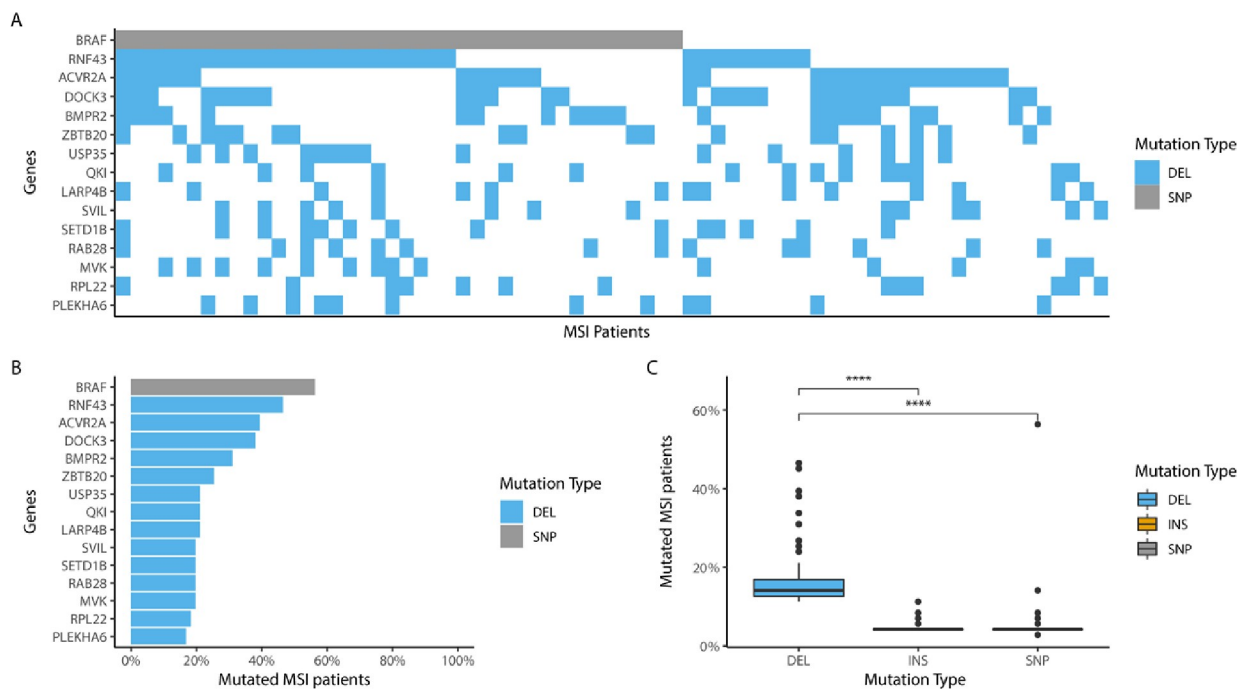 A
BRAF
RNF43
ACVR2A
DOCK3
BMPR2
ZBTB20
USP35
QKI
LARP4B
SVIL
SETD1B
RAB28
MVK
RPL22
PLEKHA6
Genes
MSI Patients
Mutation Type
DEL
SNP
B
BRAF
RNF43
ACVR2A
DOCK3
BMPR2
ZBTB20
USP35
QKI
LARP4B
SVIL
SETD1B
RAB28
MVK
RPL22
PLEKHA6
Genes
0% 20% 40% 60% 80% 100%
Mutated MSI patients
Mutation Type
DEL
SNP
C
****
****
60%
40%
20%
0%
Mutated MSI patients
DEL INS SNP
Mutation Type
Mutation Type
DEL
INS
SNP